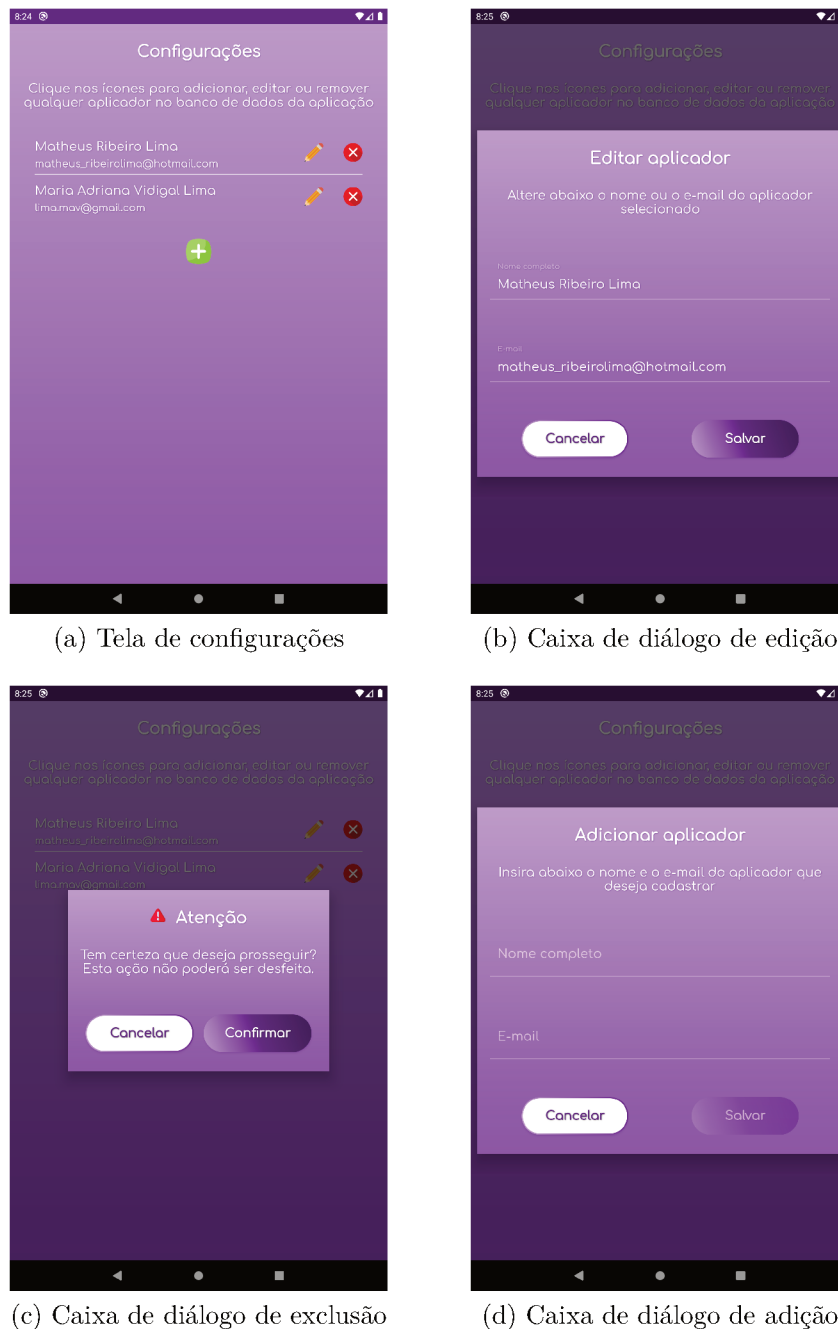 8:24
Configurações
Clique nos ícones para adicionar, editar ou remover
qualquer aplicador no banco de dados da aplicação
Matheus Ribeiro Lima
matheus_ribeirolima@hotmail.com
Maria Adriana Vidigal Lima
lima.mav@gmail.com
(a) Tela de configurações
8:25
Configurações
Clique nos ícones para adicionar, editar ou remover
qualquer aplicador no banco de dados da aplicação
Editar aplicador
Altere abaixo o nome ou o e-mail do aplicador
selecionado
Nome completo
Matheus Ribeiro Lima
E-mail
matheus_ribeirolima@hotmail.com
Cancelar Salvar
(b) Caixa de diálogo de edição
8:25
Configurações
Clique nos ícones para adicionar, editar ou remover
qualquer aplicador no banco de dados da aplicação
Matheus Ribeiro Lima
matheus_ribeirolima@hotmail.com
Maria Adriana Vidigal Lima
lima.mav@gmail.com
Atenção
Tem certeza que deseja prosseguir?
Esta ação não poderá ser desfeita.
Cancelar Confirmar
(c) Caixa de diálogo de exclusão
8:25
Configurações
Clique nos ícones para adicionar, editar ou remover
qualquer aplicador no banco de dados da aplicação
Adicionar aplicador
Insira abaixo o nome e o e-mail do aplicador que
deseja cadastrar
Nome completo
E-mail
Cancelar Salvar
(d) Caixa de diálogo de adição